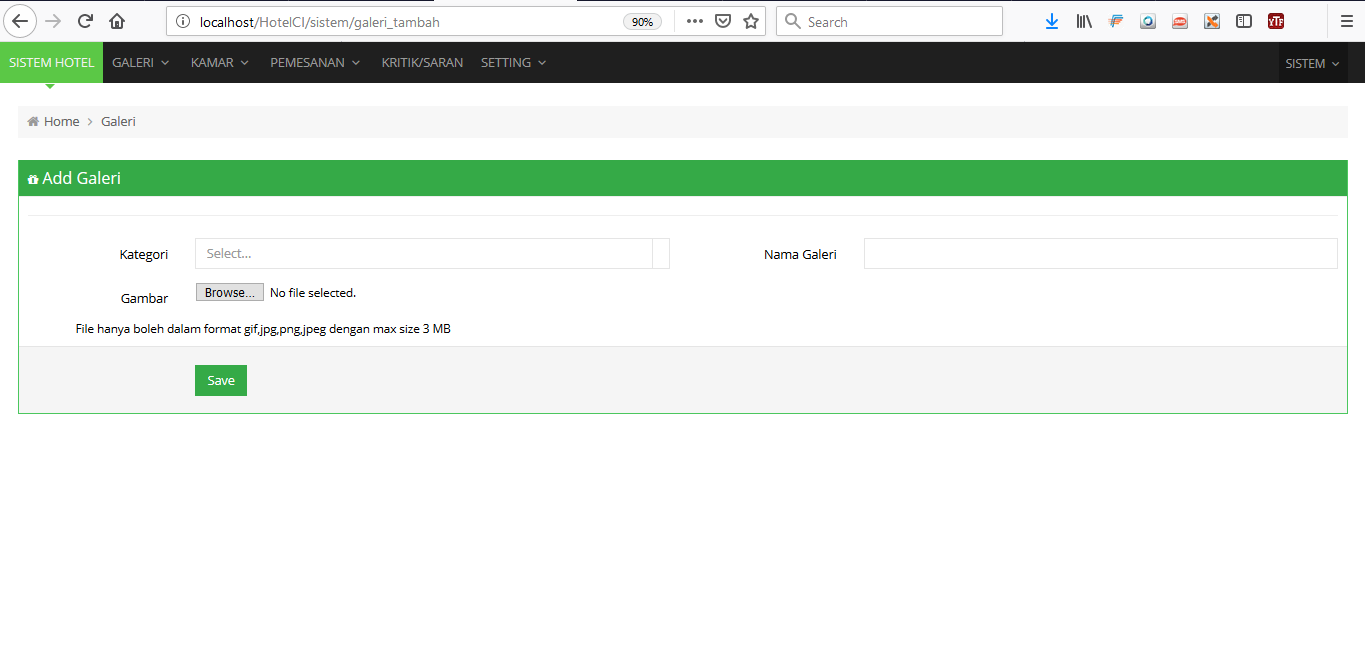 localhost/HotelCI/sistem/galeri_tambah 90% Search YTF
SISTEM HOTEL GALERI KAMAR PEMESANAN KRITIK/SARAN SETTING SISTEM
Home > Galeri
Add Galeri
Kategori Select... Nama Galeri
Gambar Browse... No file selected.
File hanya boleh dalam format gif,jpg,png,jpeg dengan max size 3 MB
Save